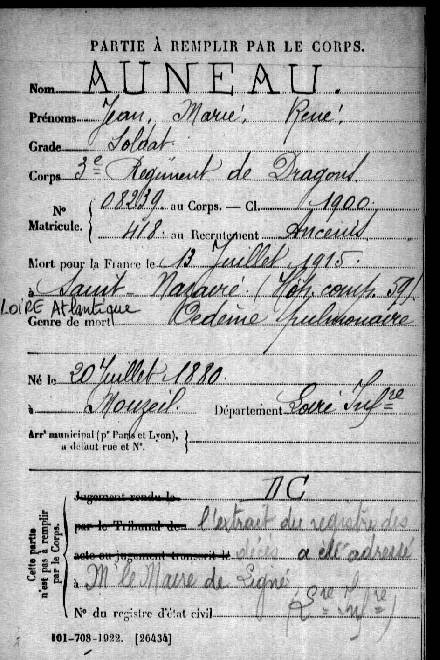 PARTIE À REMPLIR PAR LE CORPS.
Nom AUNEAU.
Prénoms Jean, Marie, René,
Grade Soldat
Corps 3e Régiment de Dragons
N° Matricule. 08239 au Corps. — Cl. 1900
418 au Recrutement Ancenis
Mort pour la France le 13 Juillet 1915
à Saint-Nazaire (Hôp. comp. 59)
LOIRE Atlantique
Genre de mort Oedème pulmonaire
Né le 20 Juillet 1880
à Mouzeil Département Loire Infre
Arrt municipal (pr Paris et Lyon), à défaut rue et N°.
Cette partie n'est pas à remplir par le Corps.
Jugement rendu le DC
par le Tribunal de l'extrait du registre des
acte ou jugement transcrit le décès a été adressé
à Mr le Maire de Ligné
N° du registre d'état civil (Lre Infre)
101-708-1922. [26434]